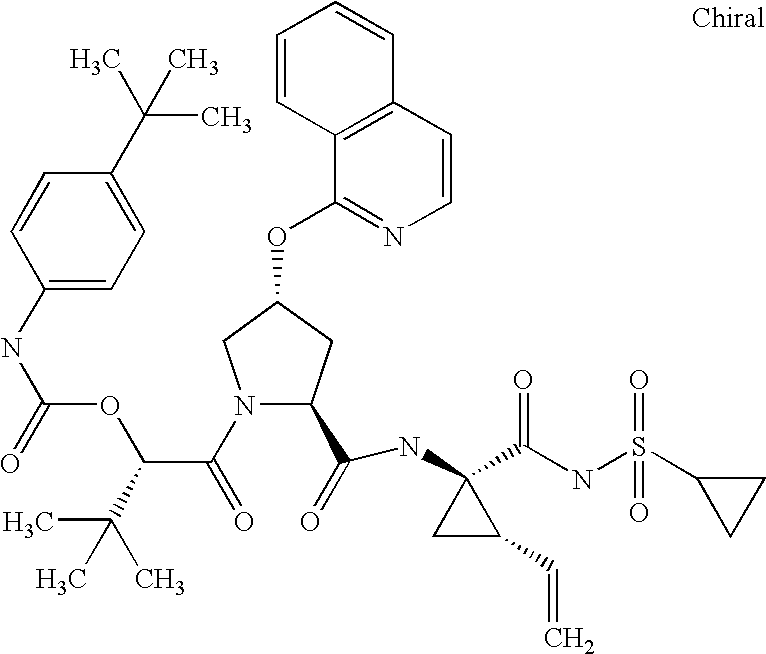 Chiral
H₃C CH₃
CH₃
O N
N
O O O
O N N S
O
O O O
H₃C
H₃C CH₃
CH₂